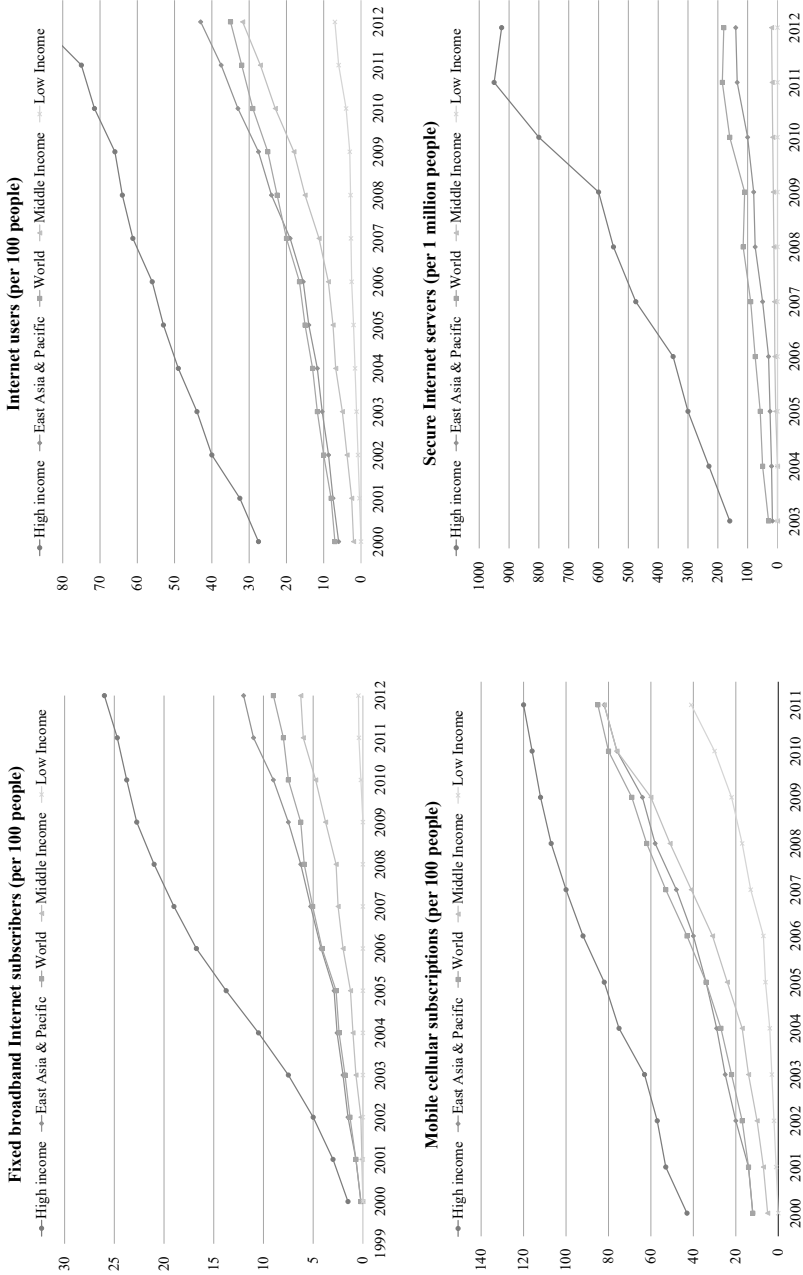 Fixed broadband Internet subscribers (per 100 people)
High income East Asia & Pacific World Middle Income Low Income
30
25
20
15
10
5
0
1999 2000 2001 2002 2003 2004 2005 2006 2007 2008 2009 2010 2011 2012
Internet users (per 100 people)
High income East Asia & Pacific World Middle Income Low Income
80
70
60
50
40
30
20
10
0
2000 2001 2002 2003 2004 2005 2006 2007 2008 2009 2010 2011 2012
Mobile cellular subscriptions (per 100 people)
High income East Asia & Pacific World Middle Income Low Income
140
120
100
80
60
40
20
0
2000 2001 2002 2003 2004 2005 2006 2007 2008 2009 2010 2011
Secure Internet servers (per 1 million people)
High income East Asia & Pacific World Middle Income Low Income
1000
900
800
700
600
500
400
300
200
100
0
2003 2004 2005 2006 2007 2008 2009 2010 2011 2012